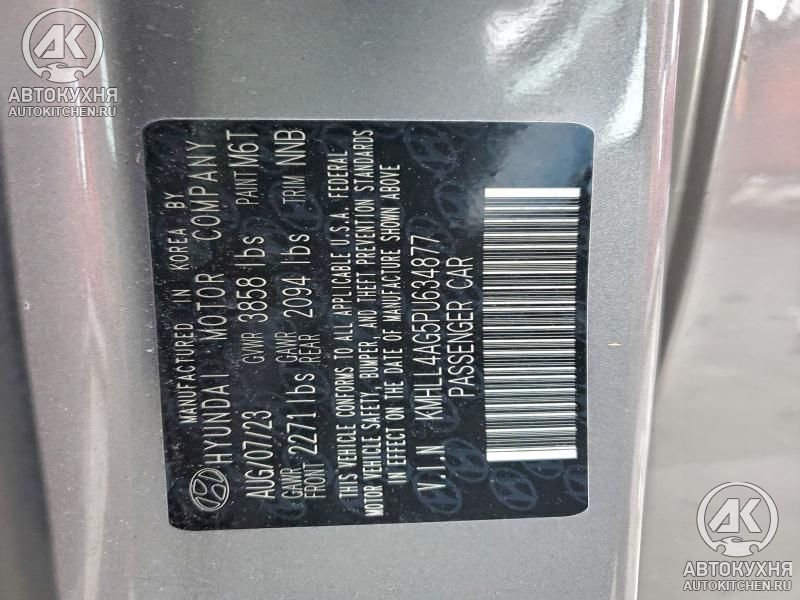 AK
АВТОКУХНЯ
AUTOKITCHEN.RU
MANUFACTURED IN KOREA BY
HYUNDAI MOTOR COMPANY
AUG/07/23 GVWR 3858 lbs PAINT M6T
GAWR FRONT 2271 lbs GAWR REAR 2094 lbs TRIM NNB
THIS VEHICLE CONFORMS TO ALL APPLICABLE U.S.A. FEDERAL
MOTOR VEHICLE SAFETY, BUMPER, AND THEFT PREVENTION STANDARDS
IN EFFECT ON THE DATE OF MANUFACTURE SHOWN ABOVE
V.I.N KMHLL4AG5PU634877
PASSENGER CAR
AK
АВТОКУХНЯ
AUTOKITCHEN.RU